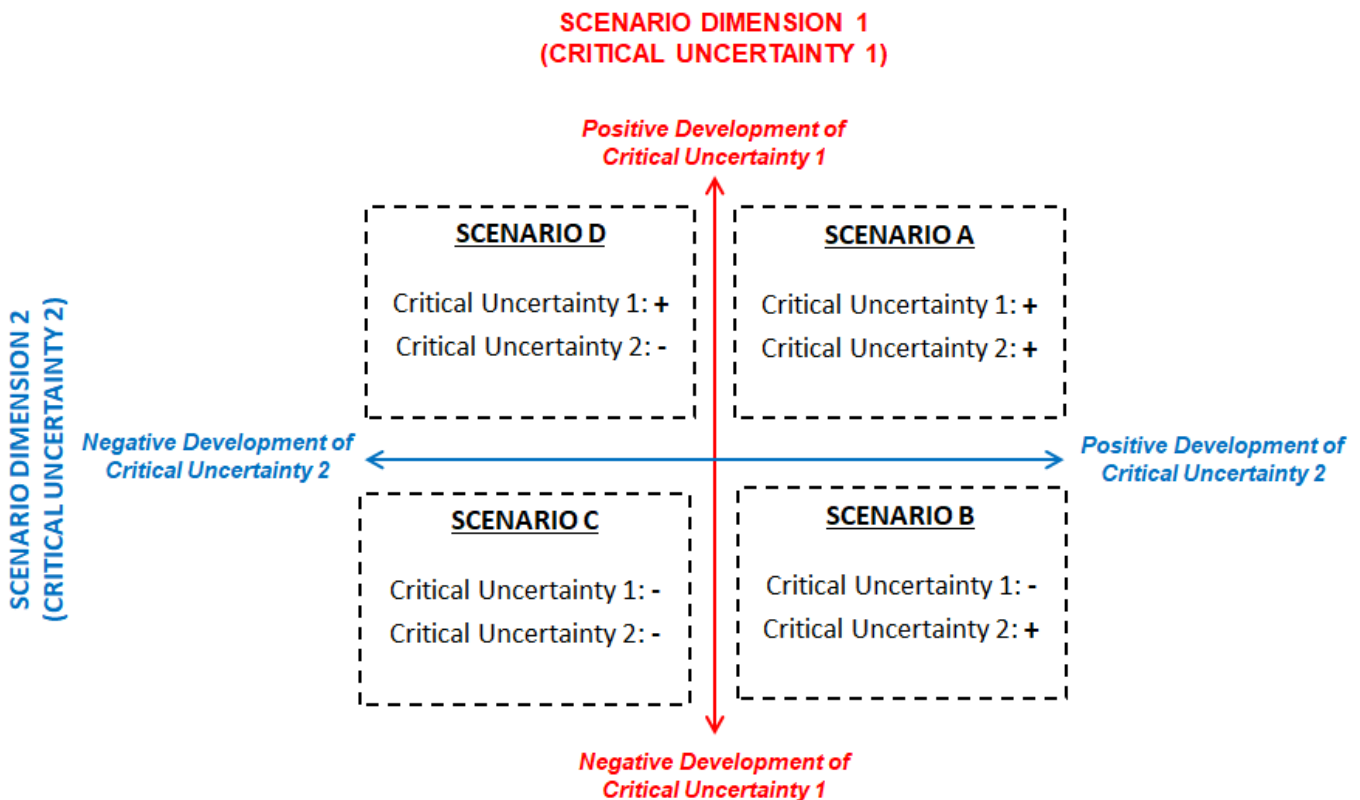 SCENARIO DIMENSION 1
(CRITICAL UNCERTAINTY 1)
Positive Development of
Critical Uncertainty 1
SCENARIO D
Critical Uncertainty 1: +
Critical Uncertainty 2: -
SCENARIO A
Critical Uncertainty 1: +
Critical Uncertainty 2: +
SCENARIO DIMENSION 2
(CRITICAL UNCERTAINTY 2)
Negative Development of
Critical Uncertainty 2
Positive Development of
Critical Uncertainty 2
SCENARIO C
Critical Uncertainty 1: -
Critical Uncertainty 2: -
SCENARIO B
Critical Uncertainty 1: -
Critical Uncertainty 2: +
Negative Development of
Critical Uncertainty 1